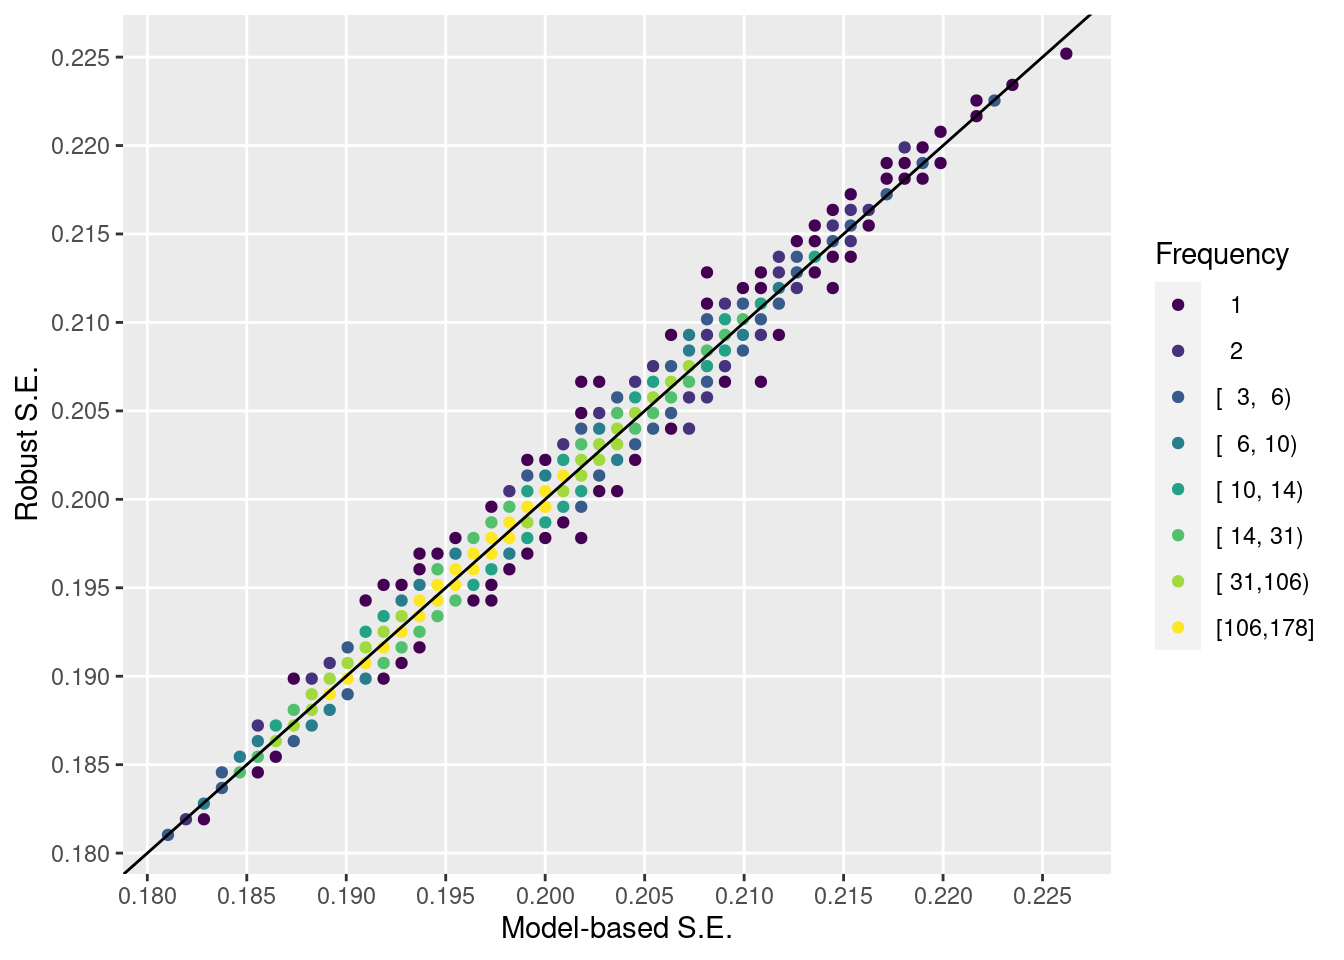 0.225
0.220
0.215
0.210
0.205
0.200
0.195
0.190
0.185
0.180
Robust S.E.
0.180 0.185 0.190 0.195 0.200 0.205 0.210 0.215 0.220 0.225
Model-based S.E.
Frequency
1
2
[  3,  6)
[  6, 10)
[ 10, 14)
[ 14, 31)
[ 31,106)
[106,178]